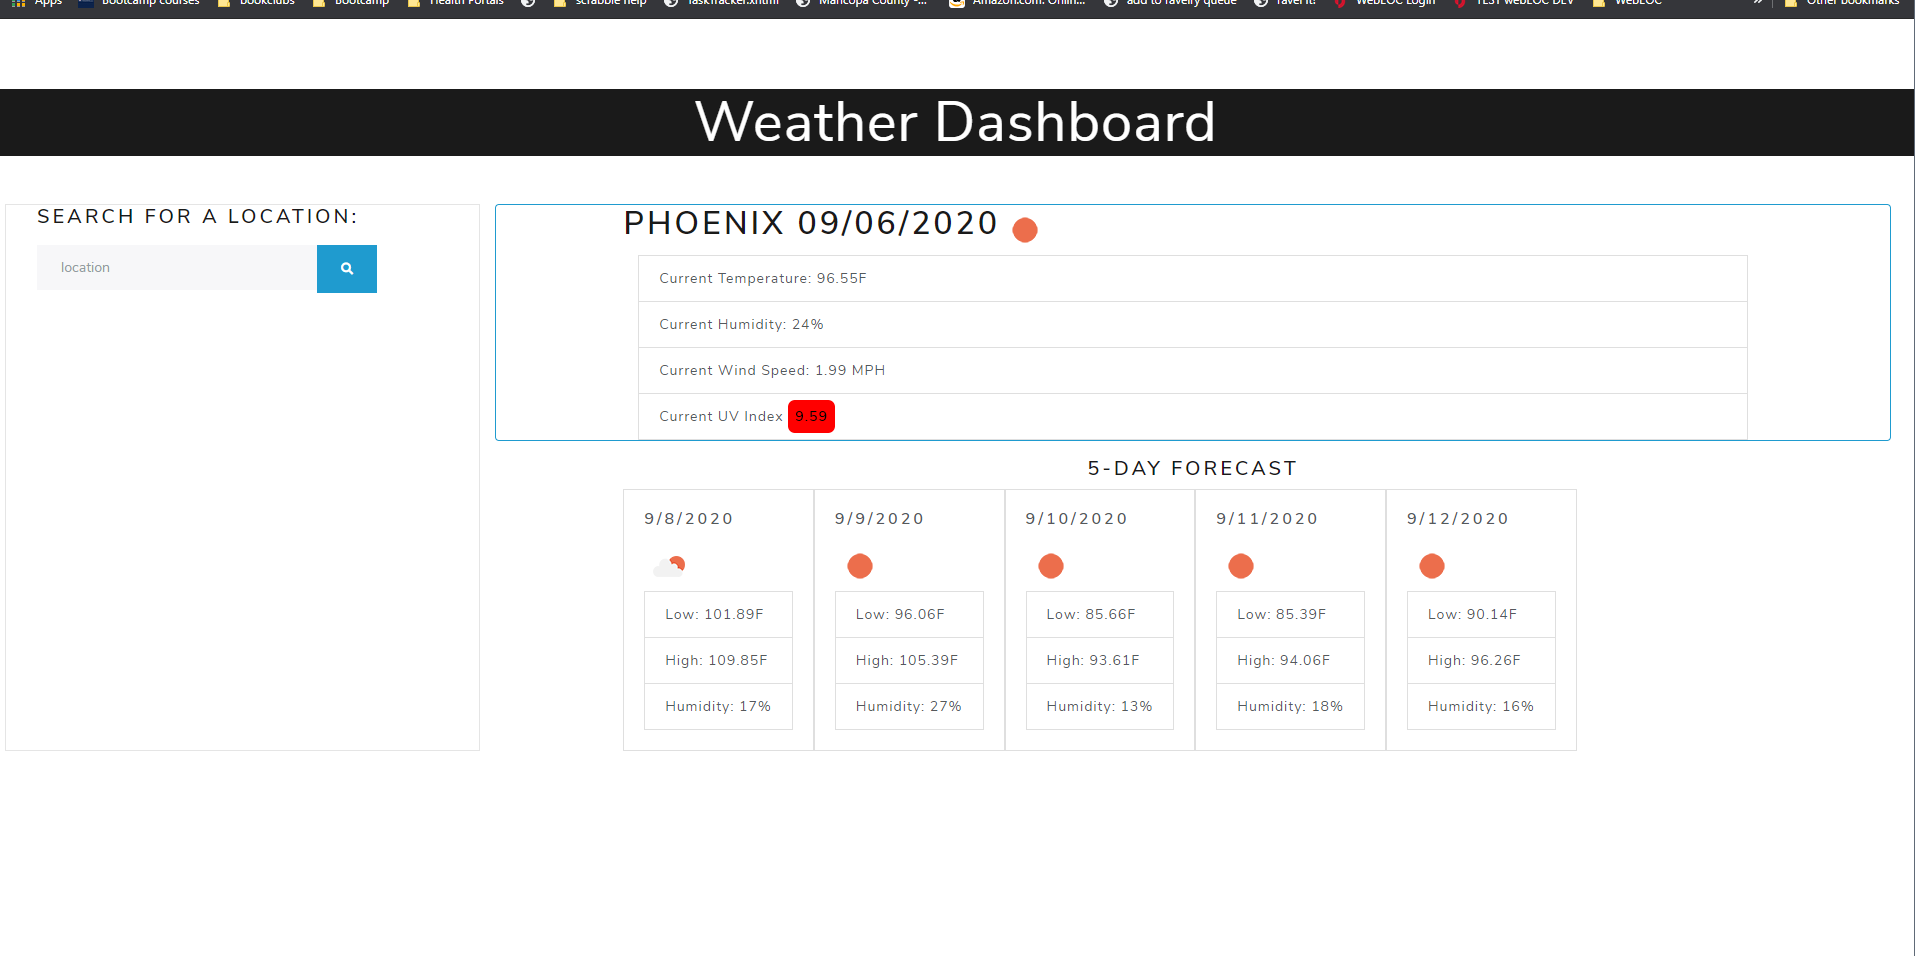 Apps Bootcamp courses bookclubs Bootcamp Health Portals scrabble help TaskTracker.xhtml Maricopa County -... Amazon.com: Onlin... add to ravelry queue ravel it! WebLOC Login TEST webLOC DEV WebLOC » Other bookmarks
Weather Dashboard
SEARCH FOR A LOCATION:
location
PHOENIX 09/06/2020
Current Temperature: 96.55F
Current Humidity: 24%
Current Wind Speed: 1.99 MPH
Current UV Index 9.59
5-DAY FORECAST
9/8/2020
Low: 101.89F
High: 109.85F
Humidity: 17%
9/9/2020
Low: 96.06F
High: 105.39F
Humidity: 27%
9/10/2020
Low: 85.66F
High: 93.61F
Humidity: 13%
9/11/2020
Low: 85.39F
High: 94.06F
Humidity: 18%
9/12/2020
Low: 90.14F
High: 96.26F
Humidity: 16%